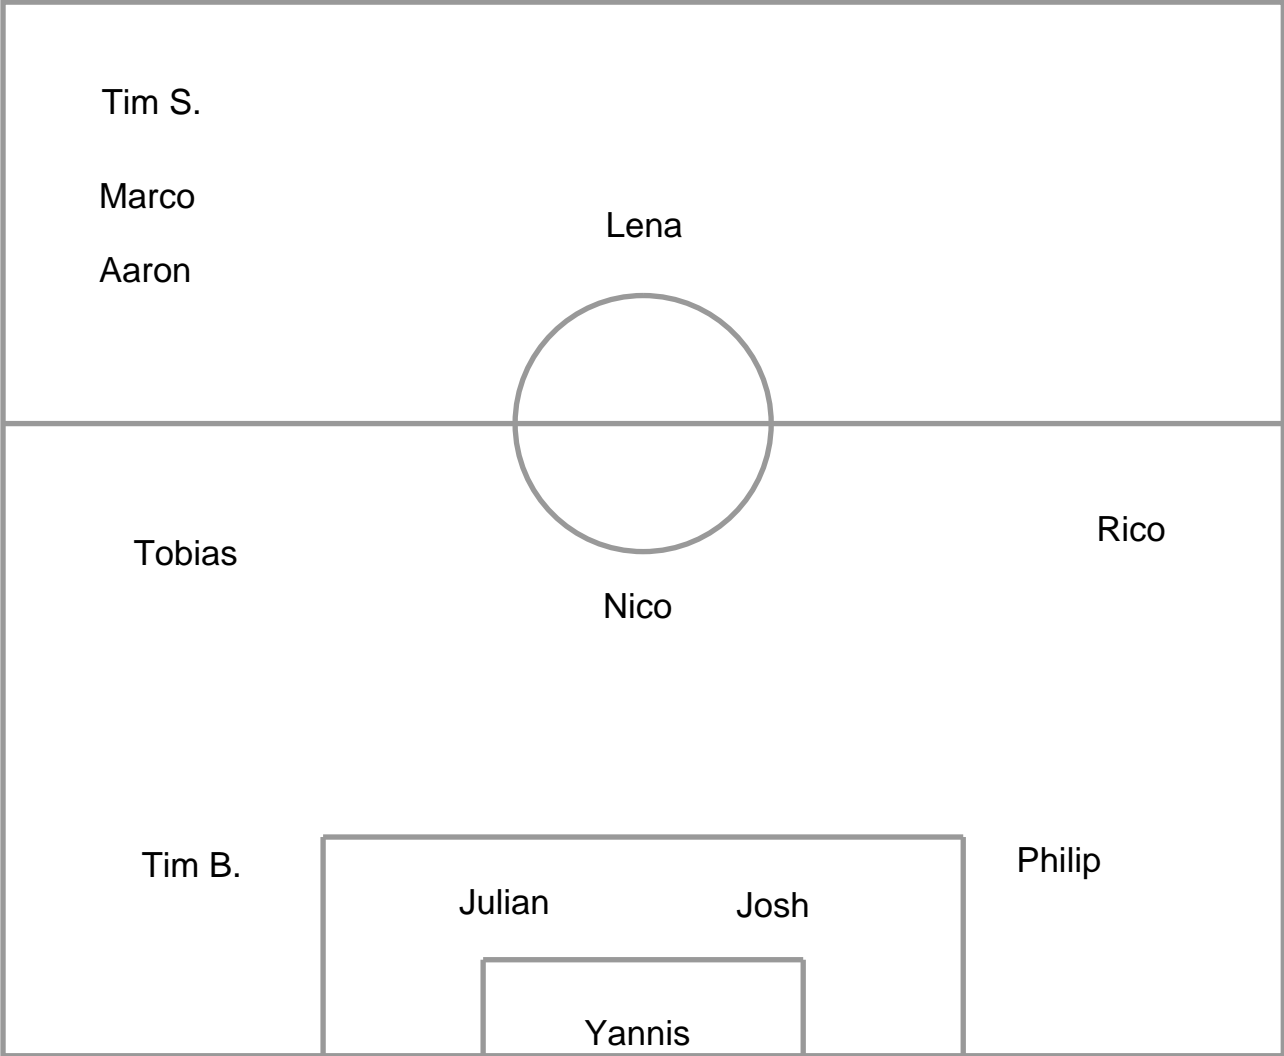 Tim S.
Marco
Lena
Aaron
Rico
Tobias
Nico
Tim B.
Philip
Julian
Josh
Yannis